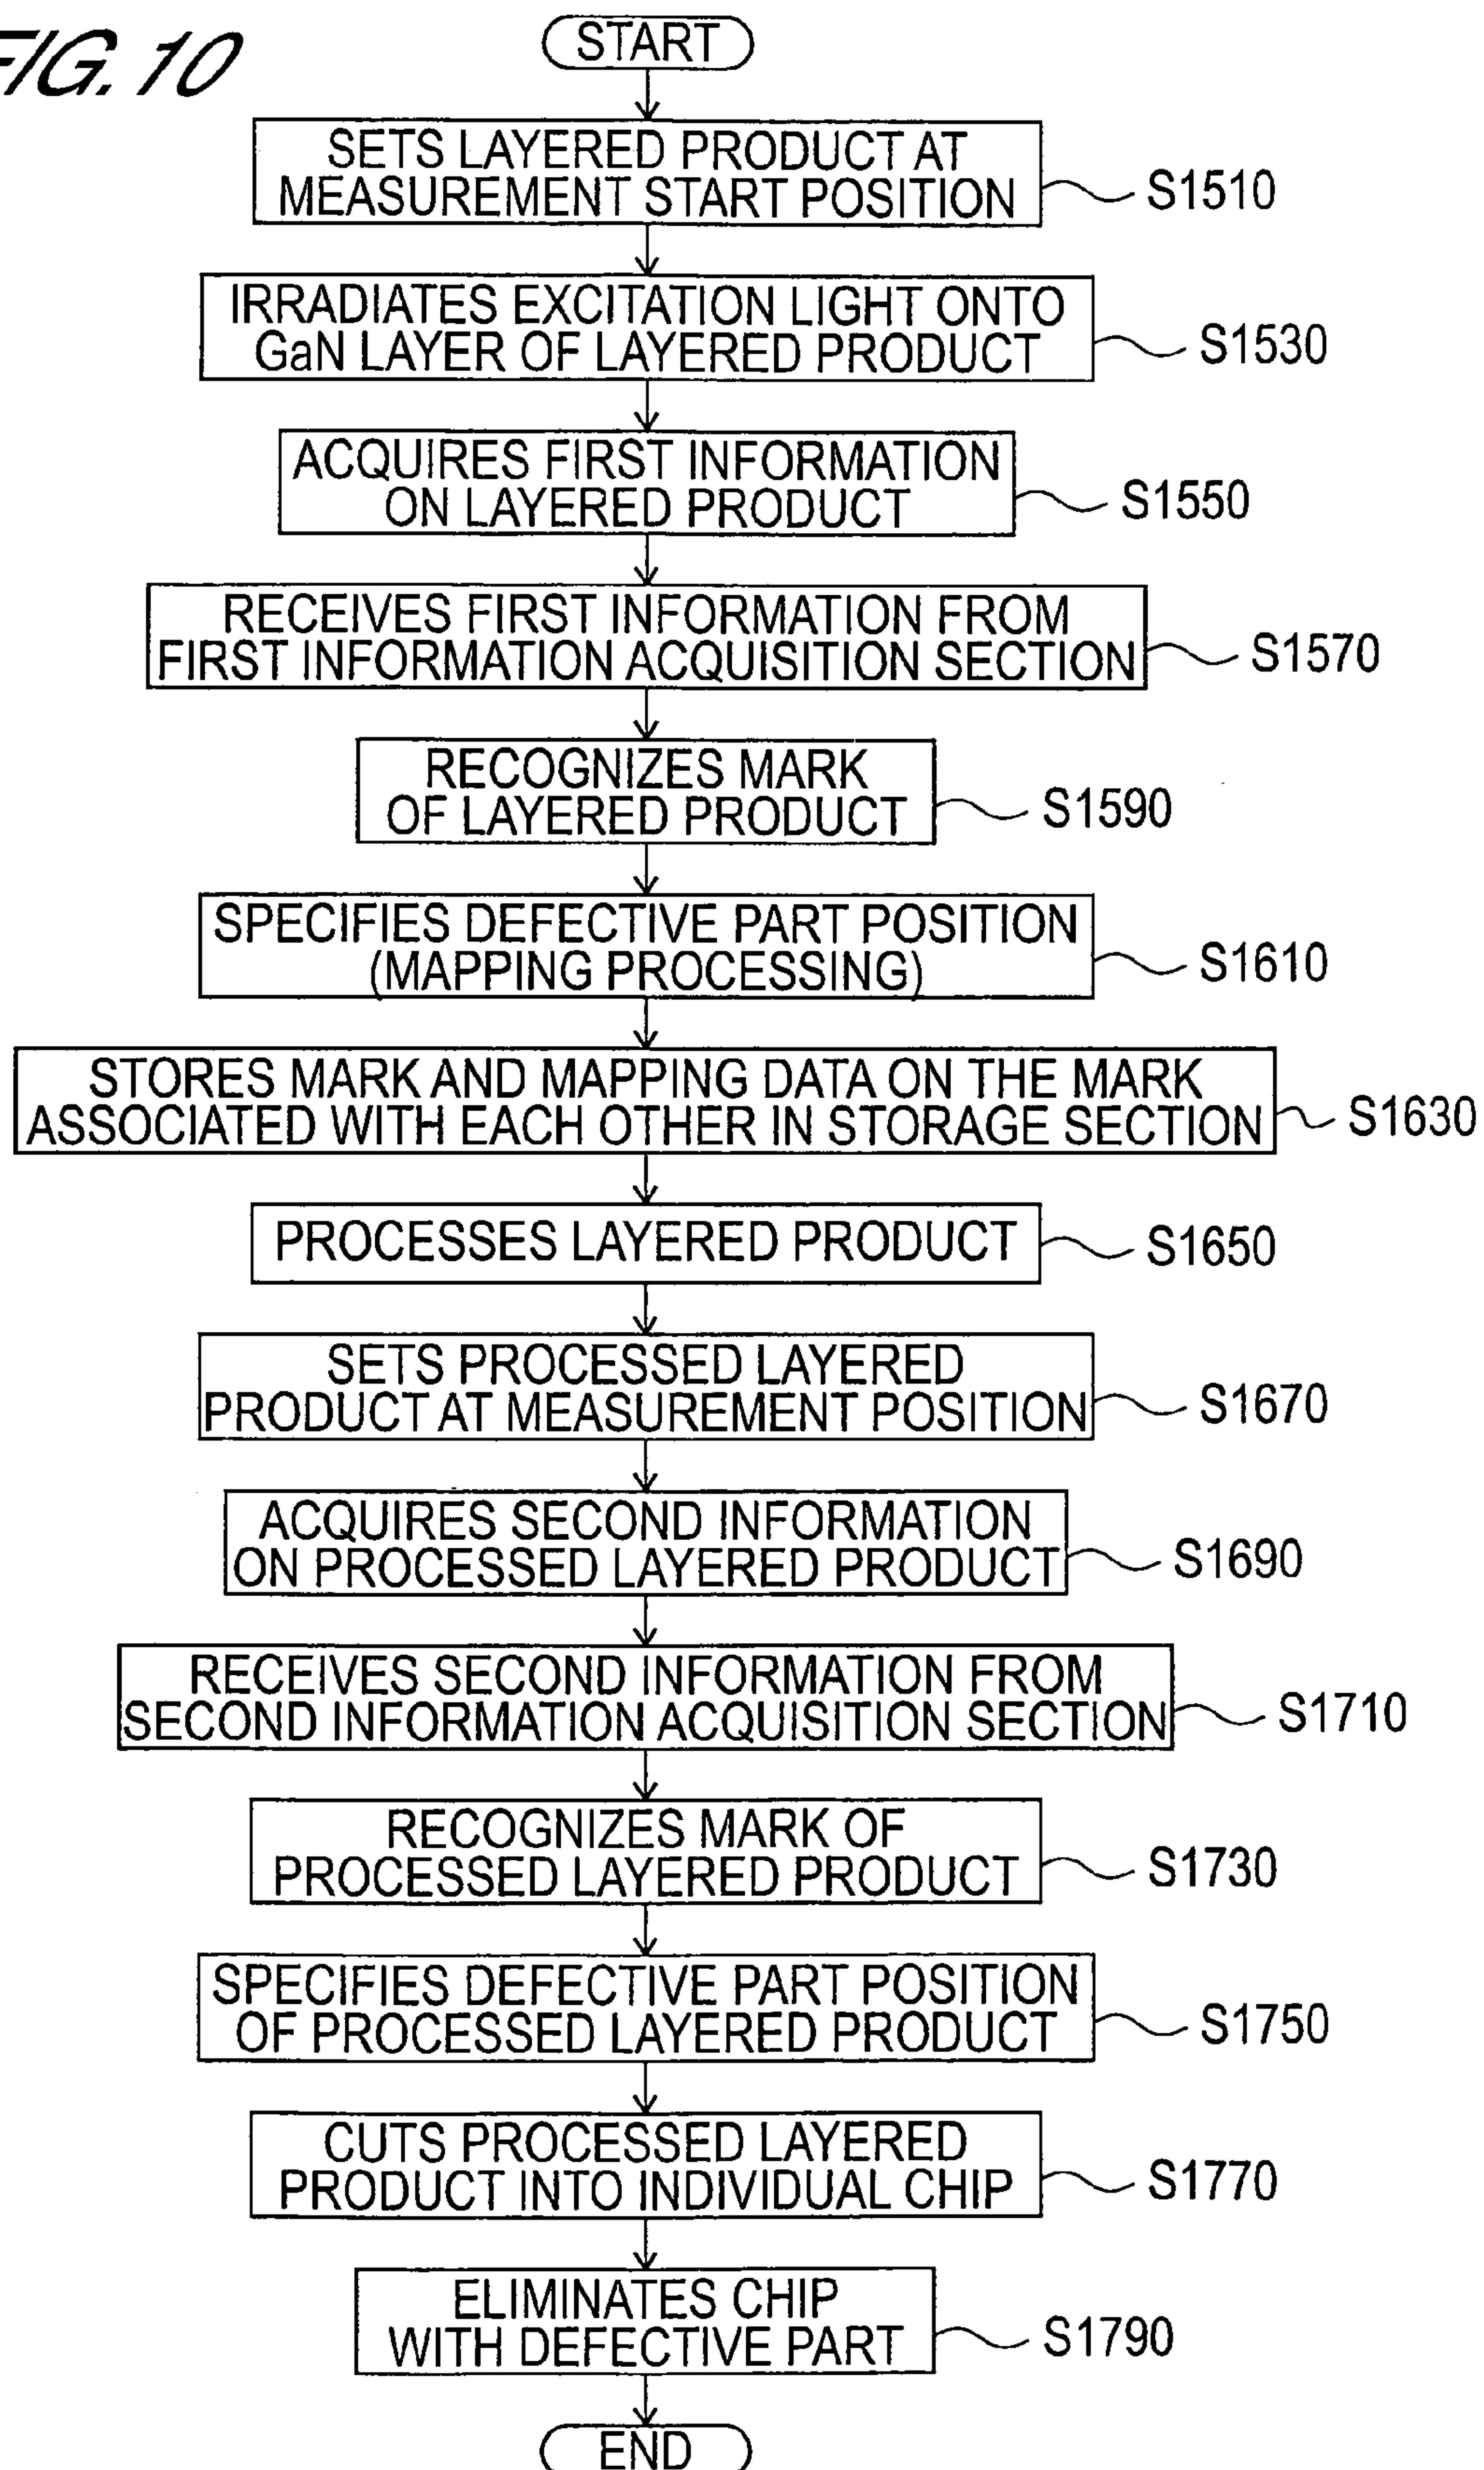 FIG. 10
START
SETS LAYERED PRODUCT AT
MEASUREMENT START POSITION
S1510
IRRADIATES EXCITATION LIGHT ONTO
GaN LAYER OF LAYERED PRODUCT
S1530
ACQUIRES FIRST INFORMATION
ON LAYERED PRODUCT
S1550
RECEIVES FIRST INFORMATION FROM
FIRST INFORMATION ACQUISITION SECTION
S1570
RECOGNIZES MARK
OF LAYERED PRODUCT
S1590
SPECIFIES DEFECTIVE PART POSITION
(MAPPING PROCESSING)
S1610
STORES MARK AND MAPPING DATA ON THE MARK
ASSOCIATED WITH EACH OTHER IN STORAGE SECTION
S1630
PROCESSES LAYERED PRODUCT
S1650
SETS PROCESSED LAYERED
PRODUCT AT MEASUREMENT POSITION
S1670
ACQUIRES SECOND INFORMATION
ON PROCESSED LAYERED PRODUCT
S1690
RECEIVES SECOND INFORMATION FROM
SECOND INFORMATION ACQUISITION SECTION
S1710
RECOGNIZES MARK OF
PROCESSED LAYERED PRODUCT
S1730
SPECIFIES DEFECTIVE PART POSITION
OF PROCESSED LAYERED PRODUCT
S1750
CUTS PROCESSED LAYERED
PRODUCT INTO INDIVIDUAL CHIP
S1770
ELIMINATES CHIP
WITH DEFECTIVE PART
S1790
END